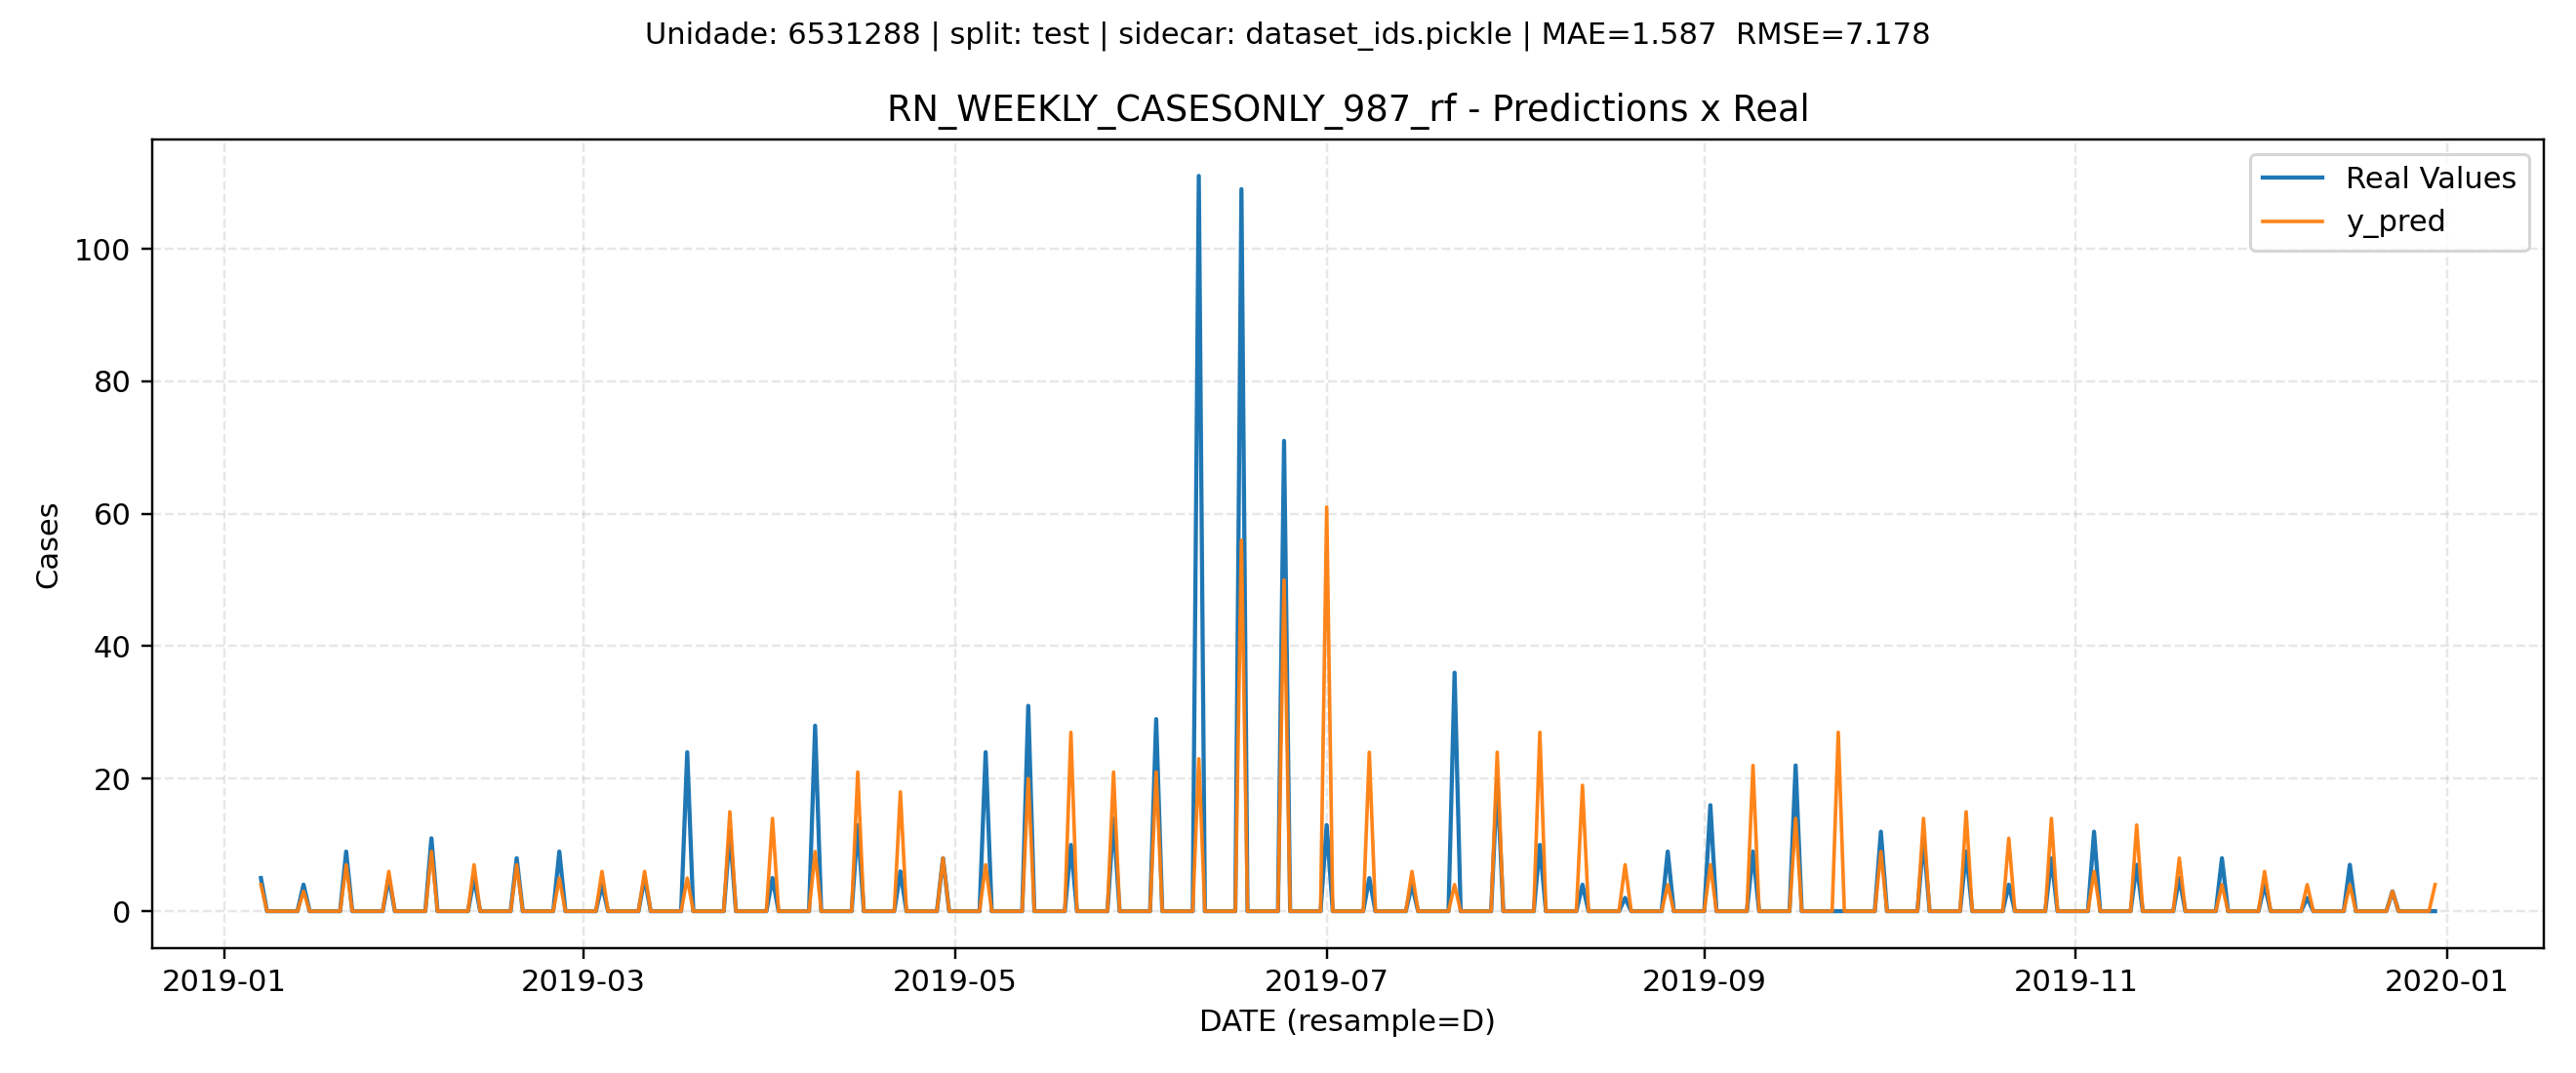 Unidade: 6531288 | split: test | sidecar: dataset_ids.pickle | MAE=1.587  RMSE=7.178
RN_WEEKLY_CASESONLY_987_rf - Predictions x Real
Real Values
y_pred
100
80
60
40
20
0
Cases
2019-01
2019-03
2019-05
2019-07
2019-09
2019-11
2020-01
DATE (resample=D)